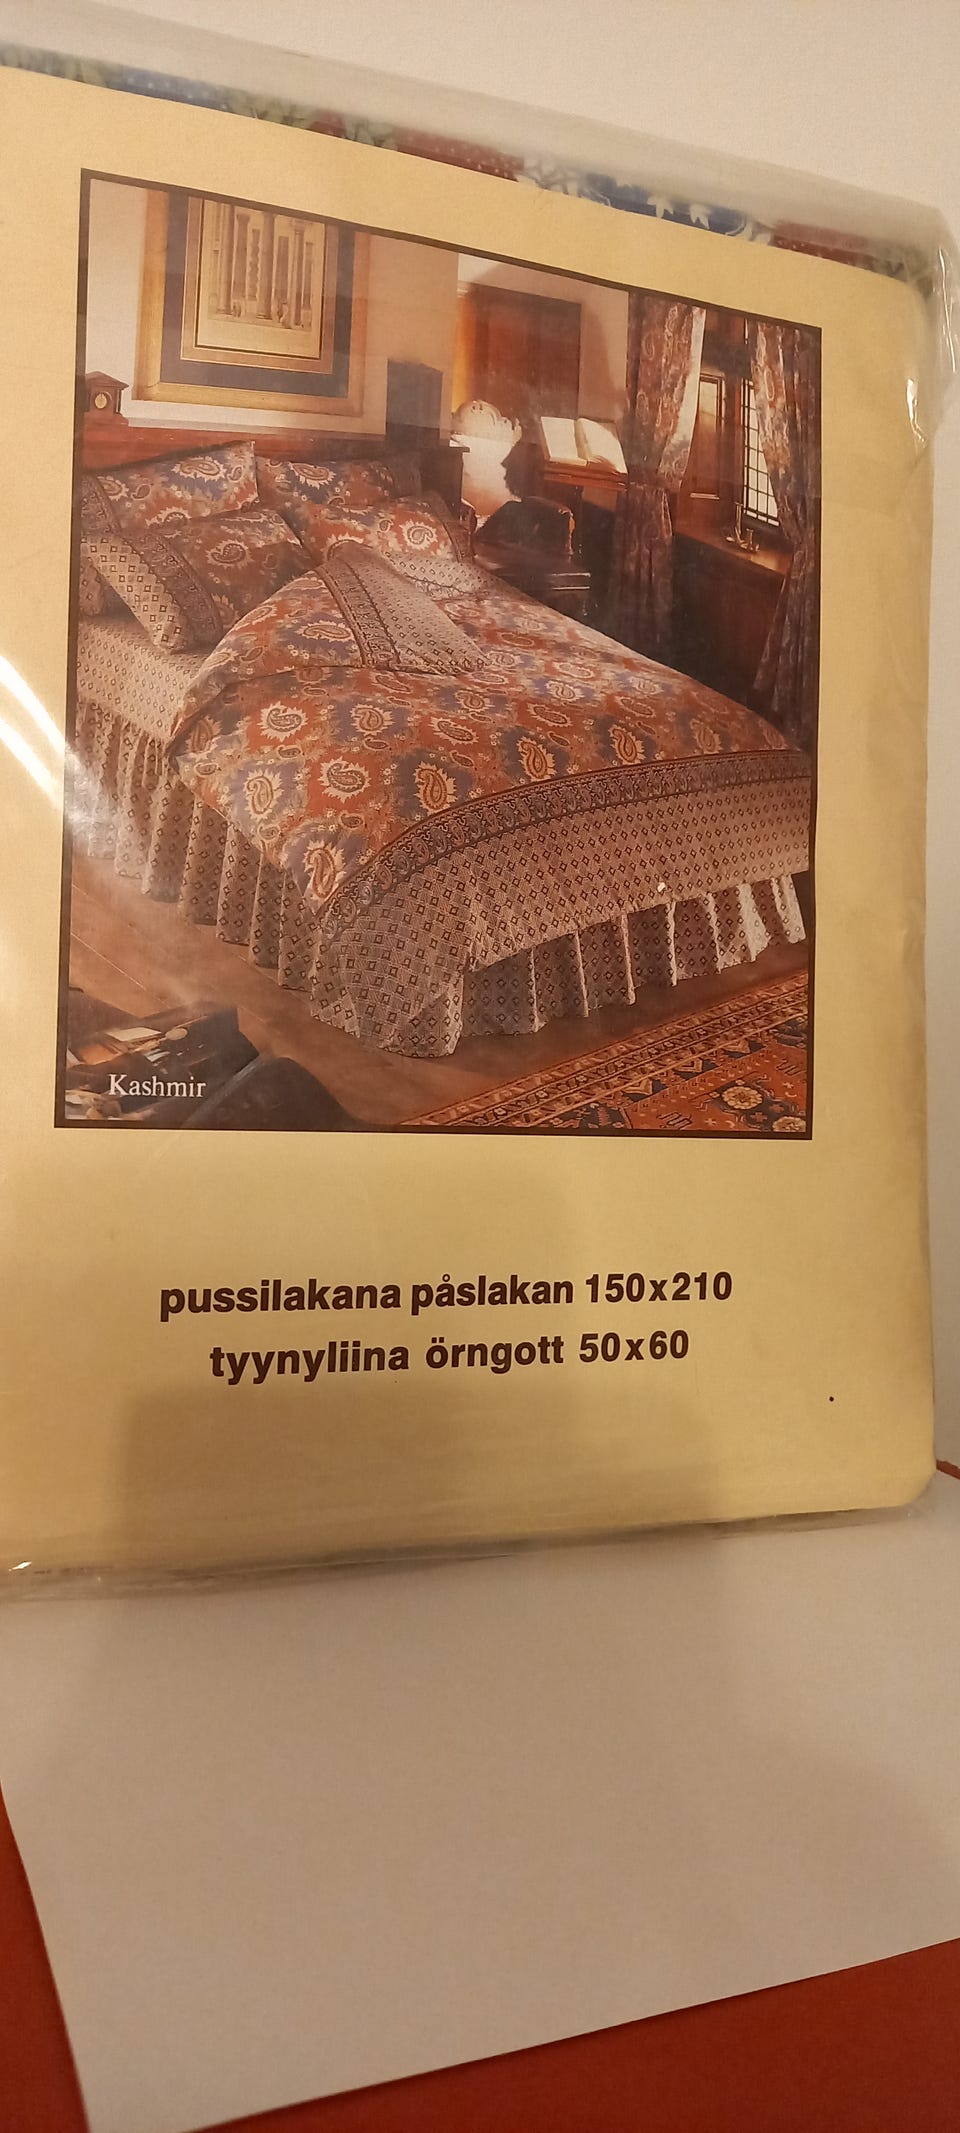 Kashmir
pussilakana påslakan 150x210
tyynyliina örngott 50x60